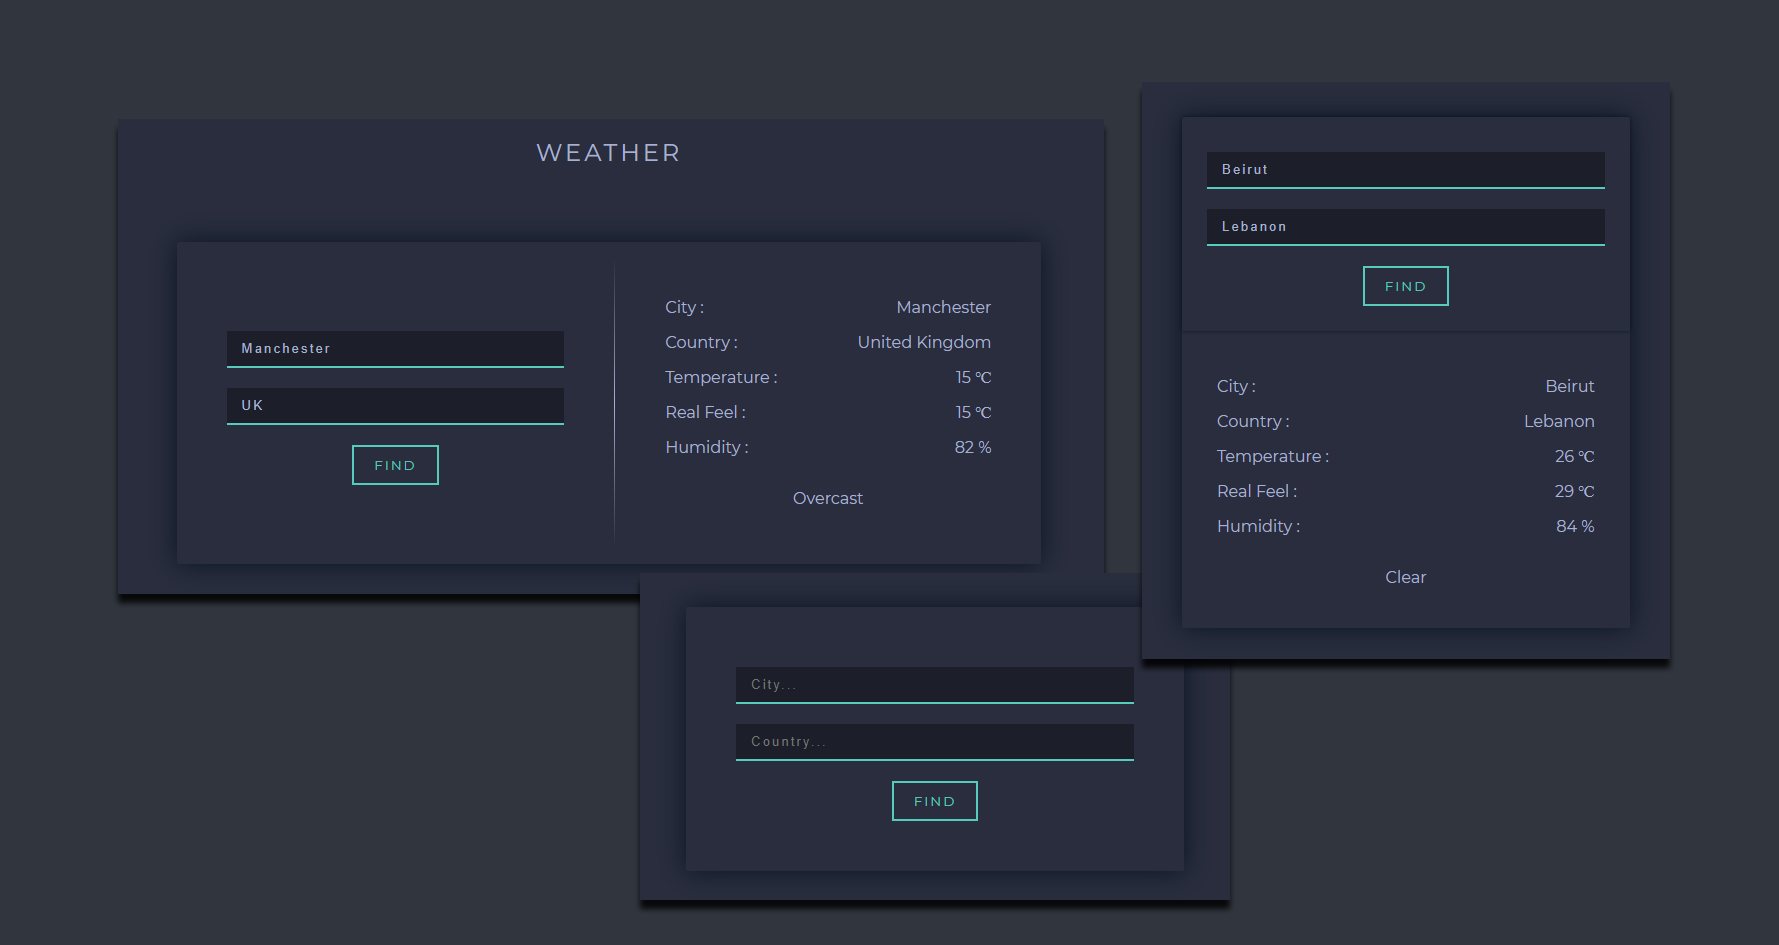 WEATHER
Manchester
UK
FIND
City : Manchester
Country : United Kingdom
Temperature : 15 ℃
Real Feel : 15 ℃
Humidity : 82 %
Overcast
Beirut
Lebanon
FIND
City : Beirut
Country : Lebanon
Temperature : 26 ℃
Real Feel : 29 ℃
Humidity : 84 %
Clear
City...
Country...
FIND